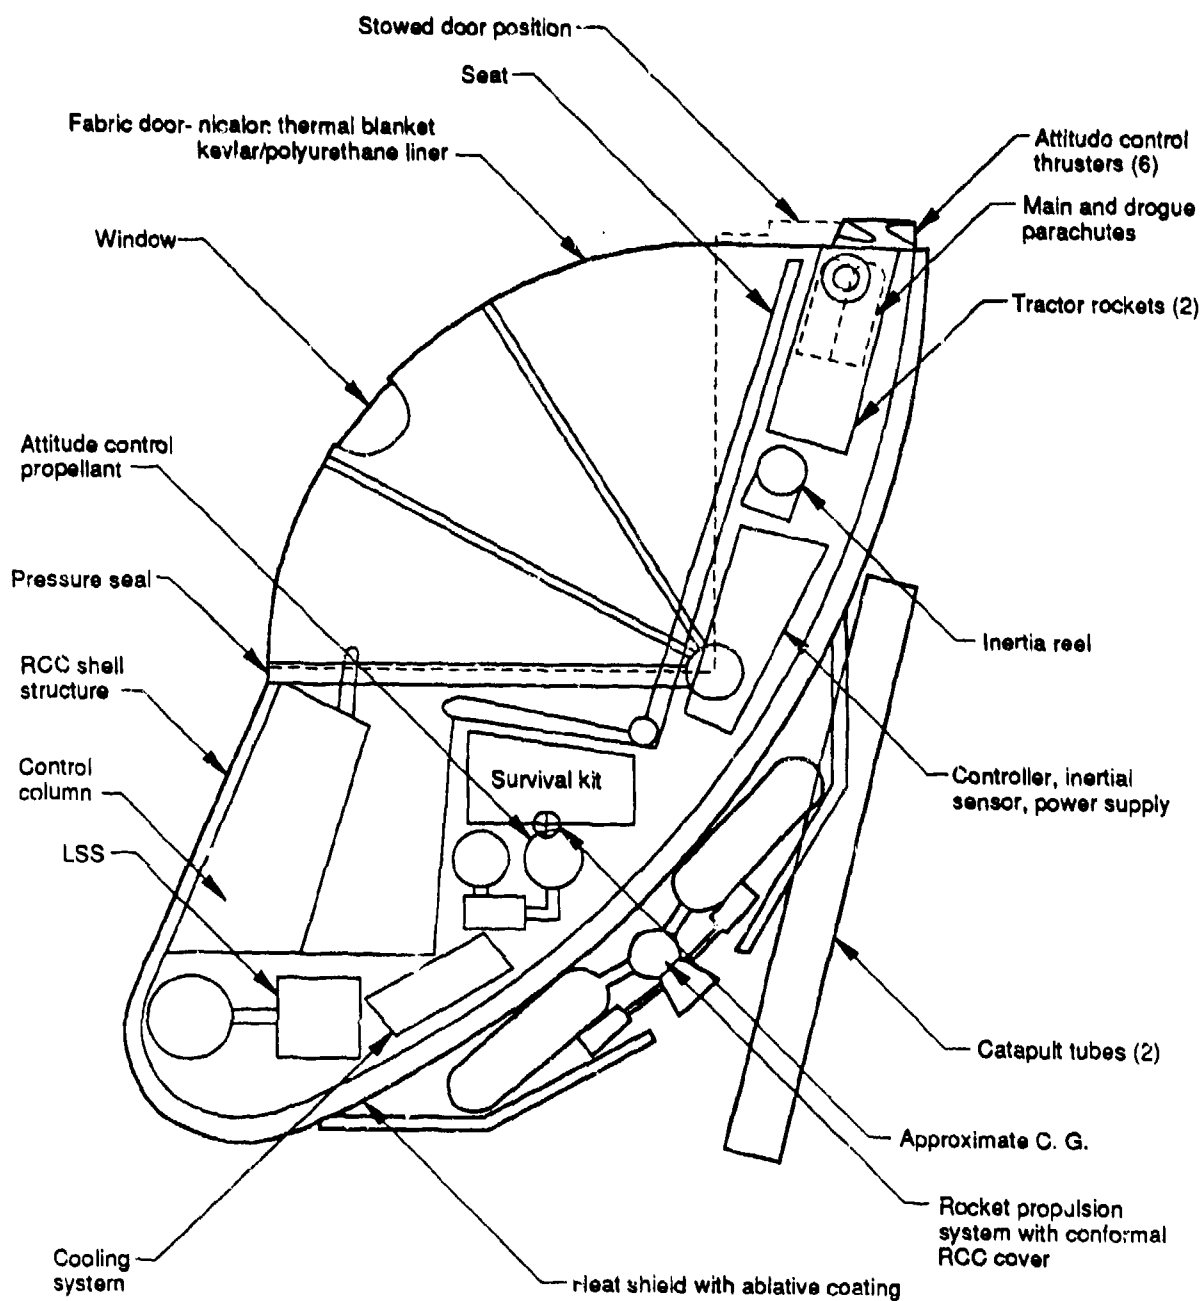 Stowed door position
Seat
Fabric door- nicalon thermal blanket
kevlar/polyurethane liner
Attitudo control
thrusters (6)
Main and drogue
parachutes
Window
Tractor rockets (2)
Attitude control
propellant
Pressure seal
Inertia reel
RCC shell
structure
Control
column
Survival kit
Controller, inertial
sensor, power supply
LSS
Catapult tubes (2)
Approximate C. G.
Rocket propulsion
system with conformal
RCC cover
Cooling
system
Heat shield with ablative coating